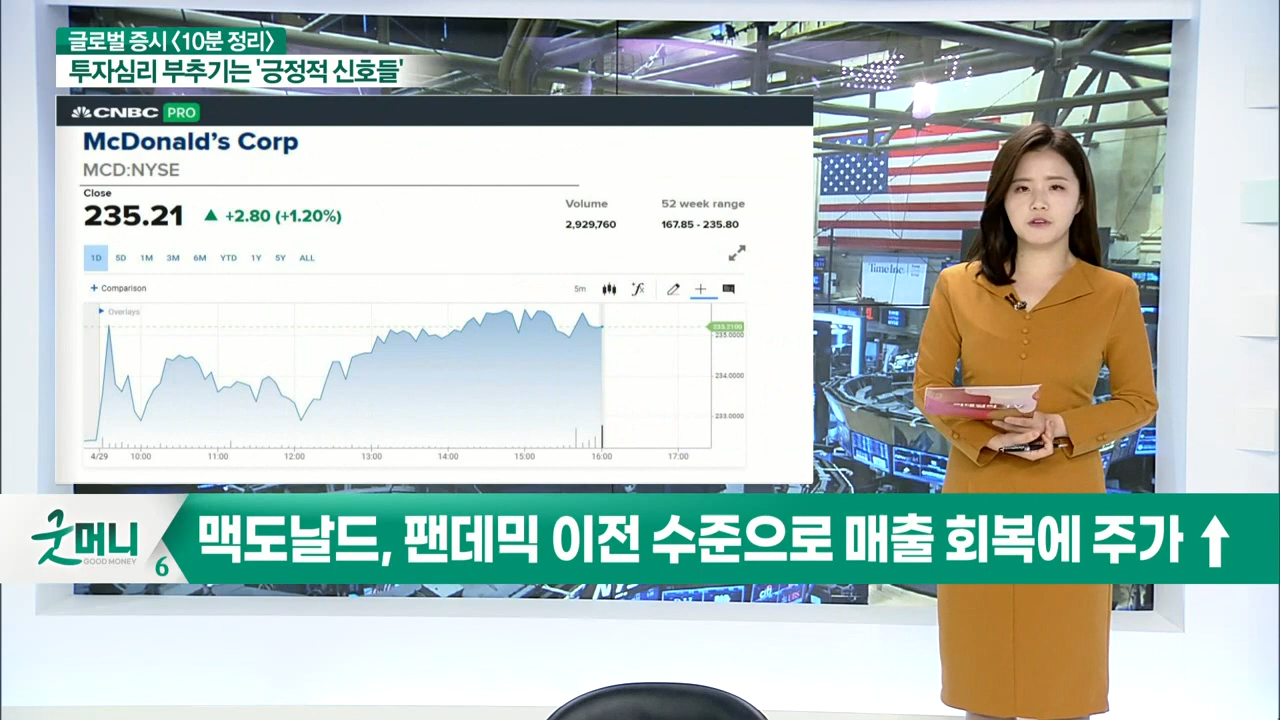 글로벌 증시 〈10분 정리〉
투자심리 부추기는 '긍정적 신호들'
CNBC PRO
McDonald's Corp
MCD:NYSE
Close
235.21 ▲ +2.80 (+1.20%)
Volume
2,929,760
52 week range
167.85 - 235.80
1D 5D 1M 3M 6M YTD 1Y 5Y ALL
+ Comparison
5m
Overlays
235.2100
235.0000
234.0000
233.0000
4/29 10:00 11:00 12:00 13:00 14:00 15:00 16:00 17:00
Time Inc.
굿머니
GOOD MONEY
6
맥도날드, 팬데믹 이전 수준으로 매출 회복에 주가 ↑